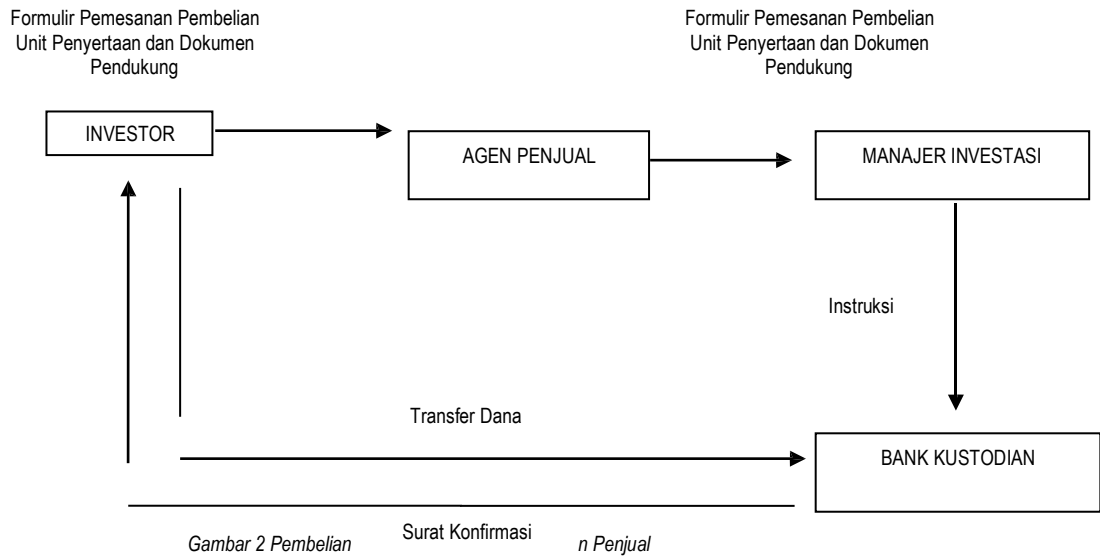 Formulir Pemesanan Pembelian
Unit Penyertaan dan Dokumen
Pendukung
Formulir Pemesanan Pembelian
Unit Penyertaan dan Dokumen
Pendukung
INVESTOR
AGEN PENJUAL
MANAJER INVESTASI
Instruksi
Transfer Dana
BANK KUSTODIAN
Surat Konfirmasi
Gambar 2 Pembelian n Penjual